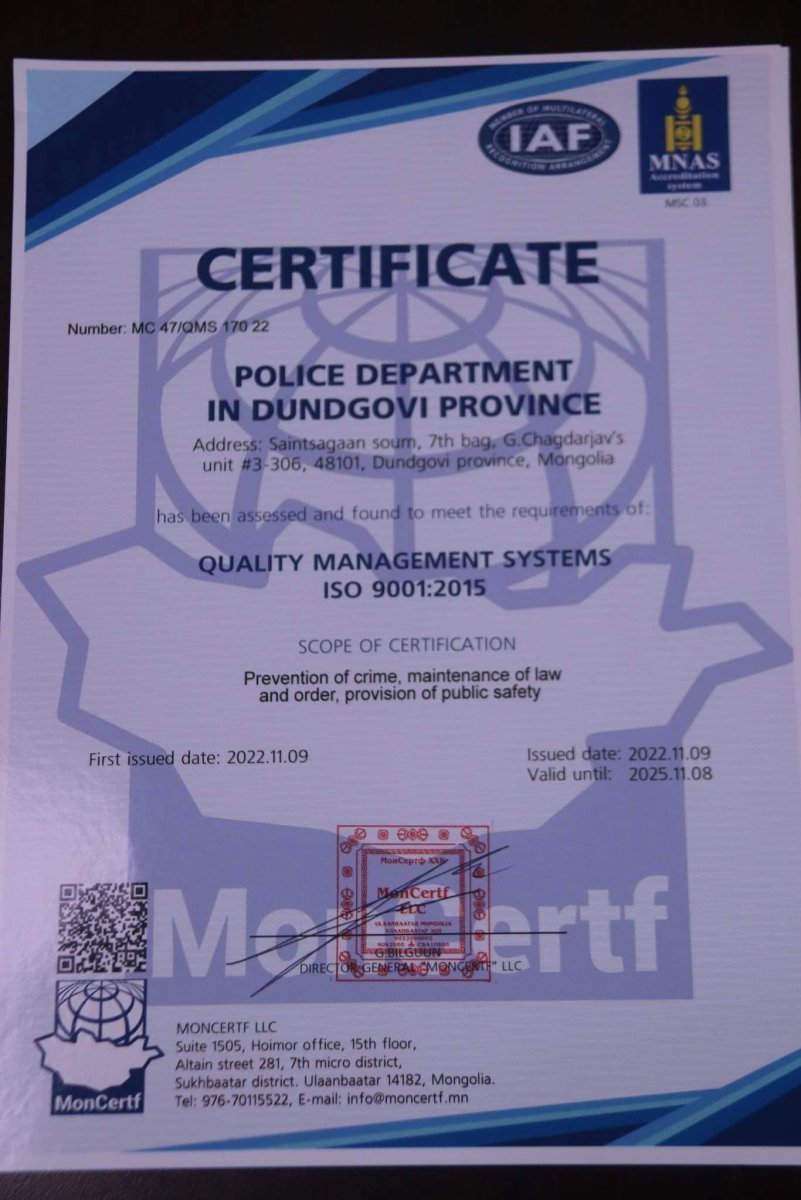 MEMBER OF MULTILATERAL
IAF
RECOGNITION ARRANGEMENT
MNAS
Accreditation
system
MSC 03
CERTIFICATE
Number: MC 47/QMS 170 22
POLICE DEPARTMENT
IN DUNDGOVI PROVINCE
Address: Saintsagaan soum, 7th bag, G.Chagdarjav's
unit #3-306, 48101, Dundgovi province, Mongolia
has been assessed and found to meet the requirements of:
QUALITY MANAGEMENT SYSTEMS
ISO 9001:2015
SCOPE OF CERTIFICATION
Prevention of crime, maintenance of law
and order, provision of public safety
First issued date: 2022.11.09
Issued date: 2022.11.09
Valid until: 2025.11.08
МонСертф ХХК
MonCertf
LLC
ULAANBAATAR MONGOLIA
G.BILGUUN
DIRECTOR GENERAL "MONCERTF" LLC
MonCertf
MonCertf
MONCERTF LLC
Suite 1505, Hoimor office, 15th floor,
Altain street 281, 7th micro district,
Sukhbaatar district. Ulaanbaatar 14182, Mongolia.
Tel: 976-70115522, E-mail: info@moncertf.mn